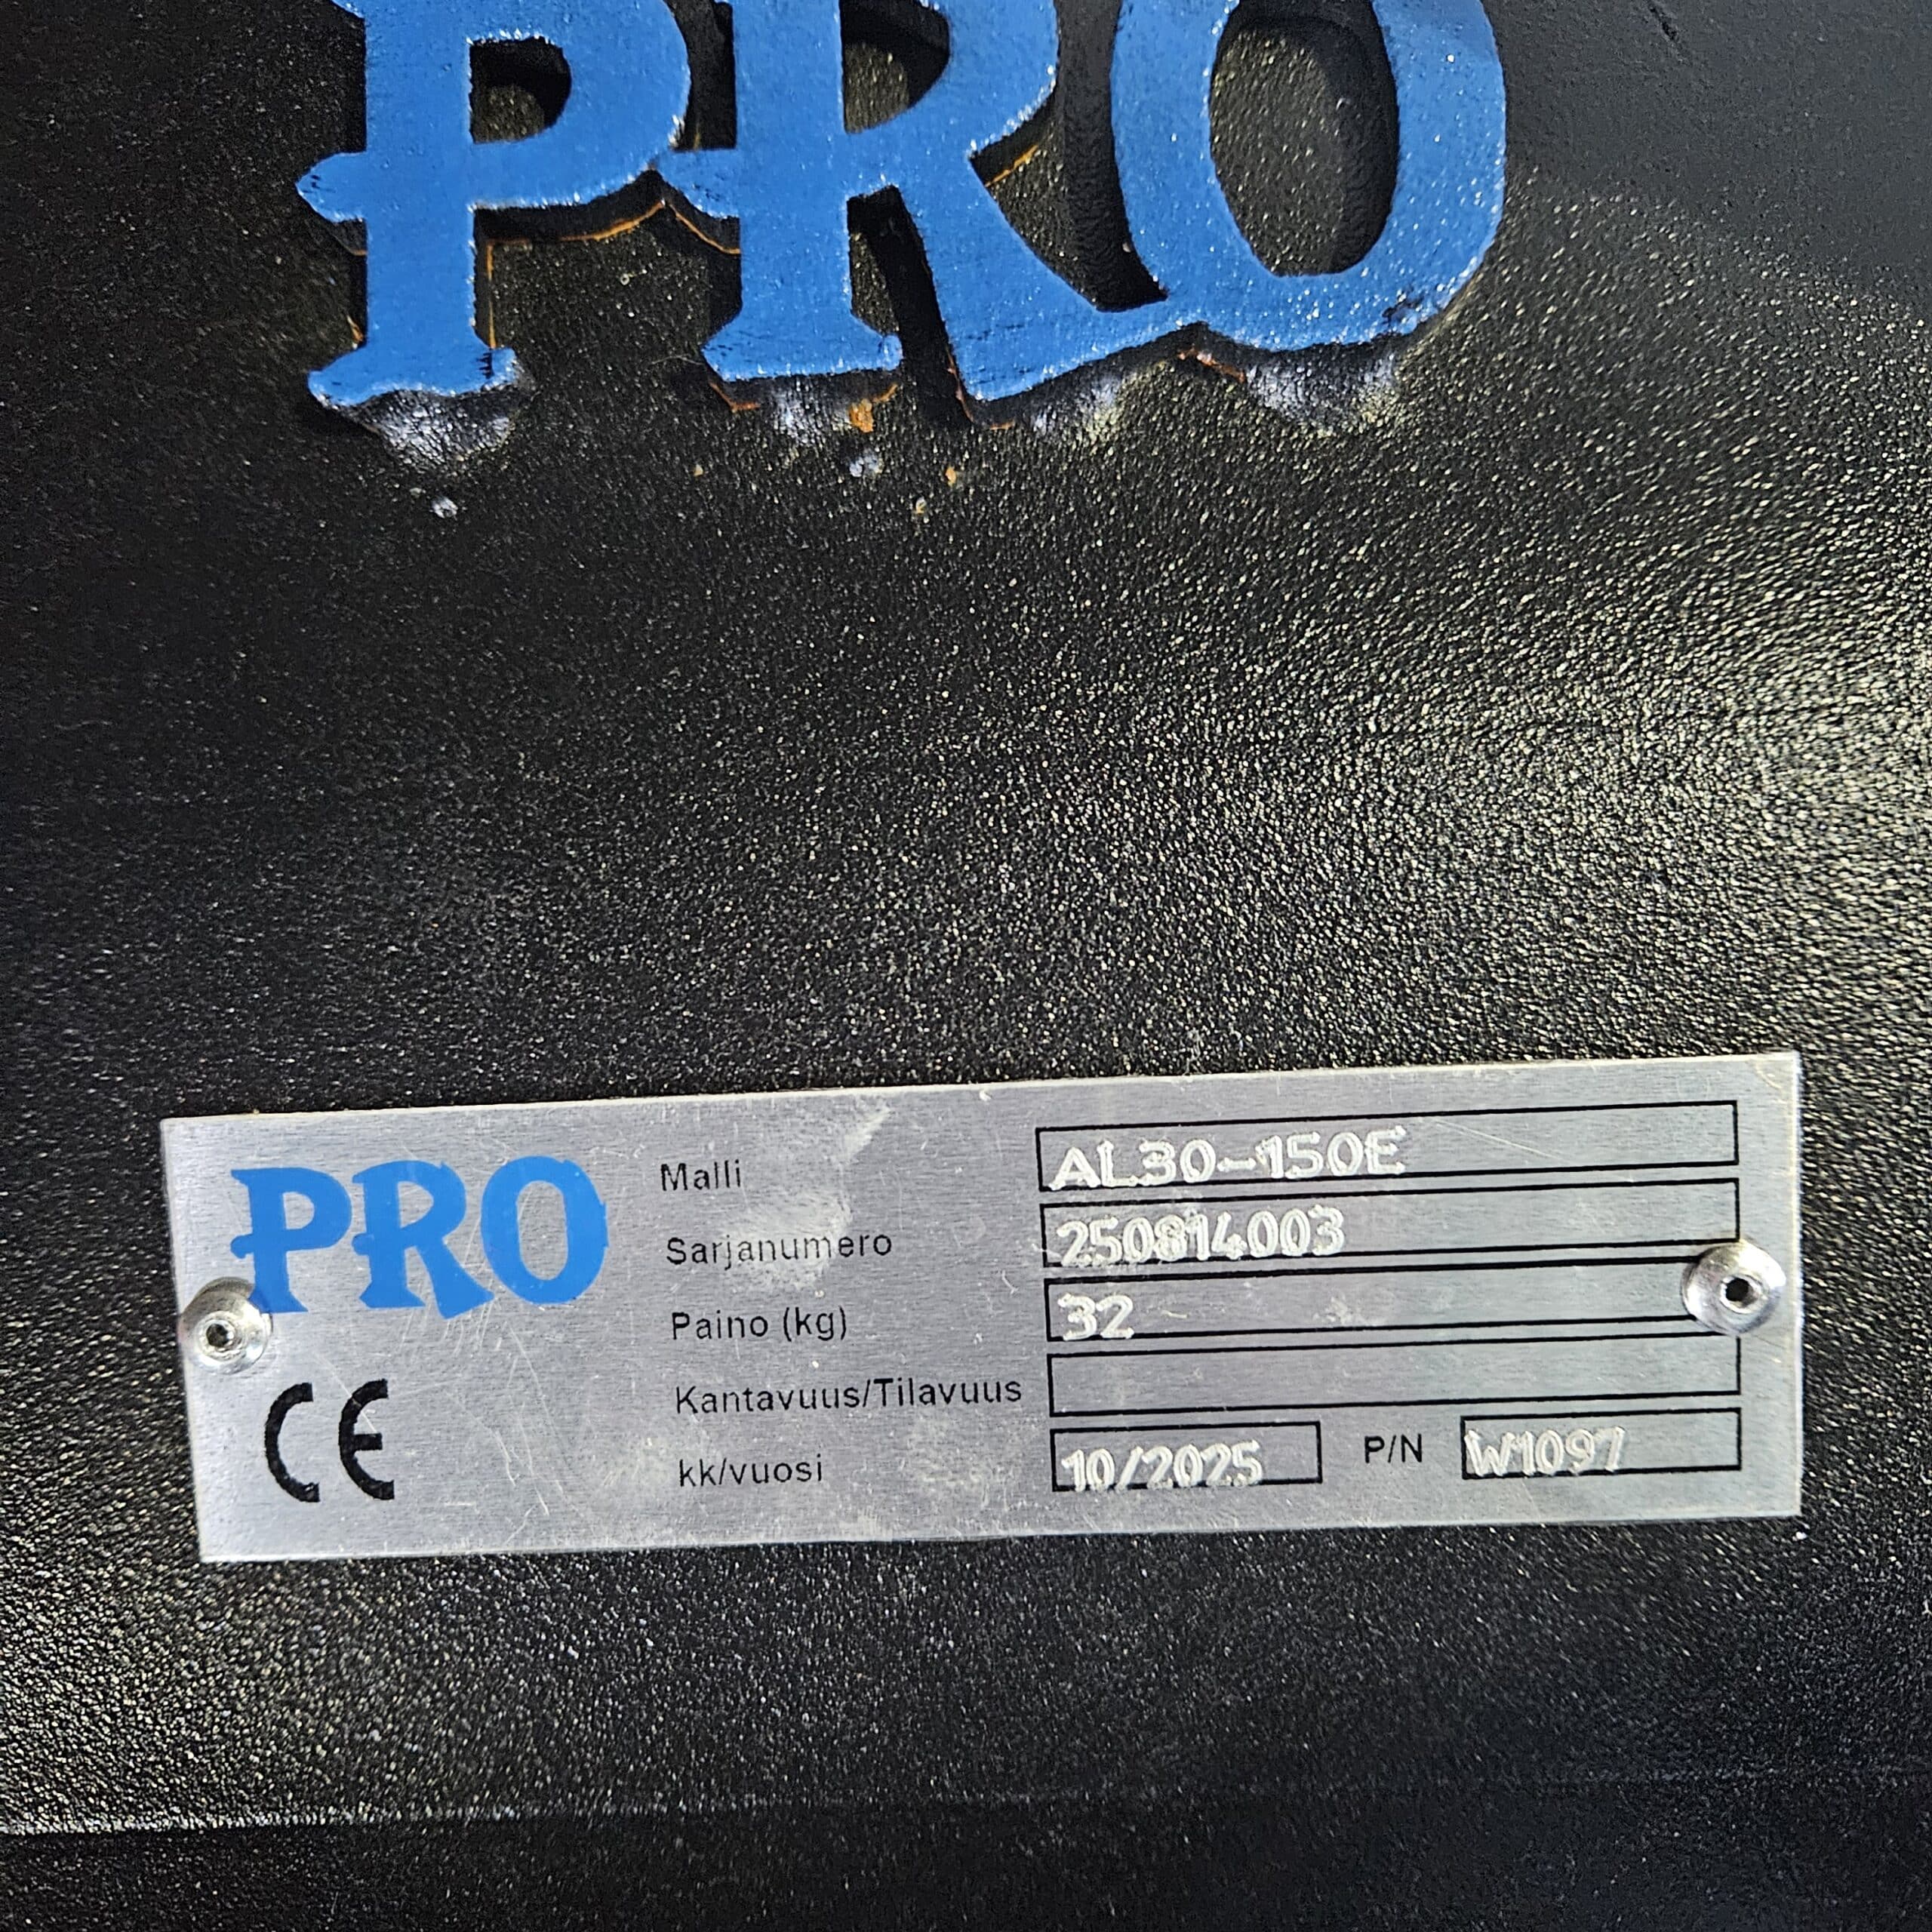 PRO
PRO
Malli AL30-150E
Sarjanumero 250814003
Paino (kg) 32
Kantavuus/Tilavuus
kk/vuosi 10/2025 P/N W1097
CE